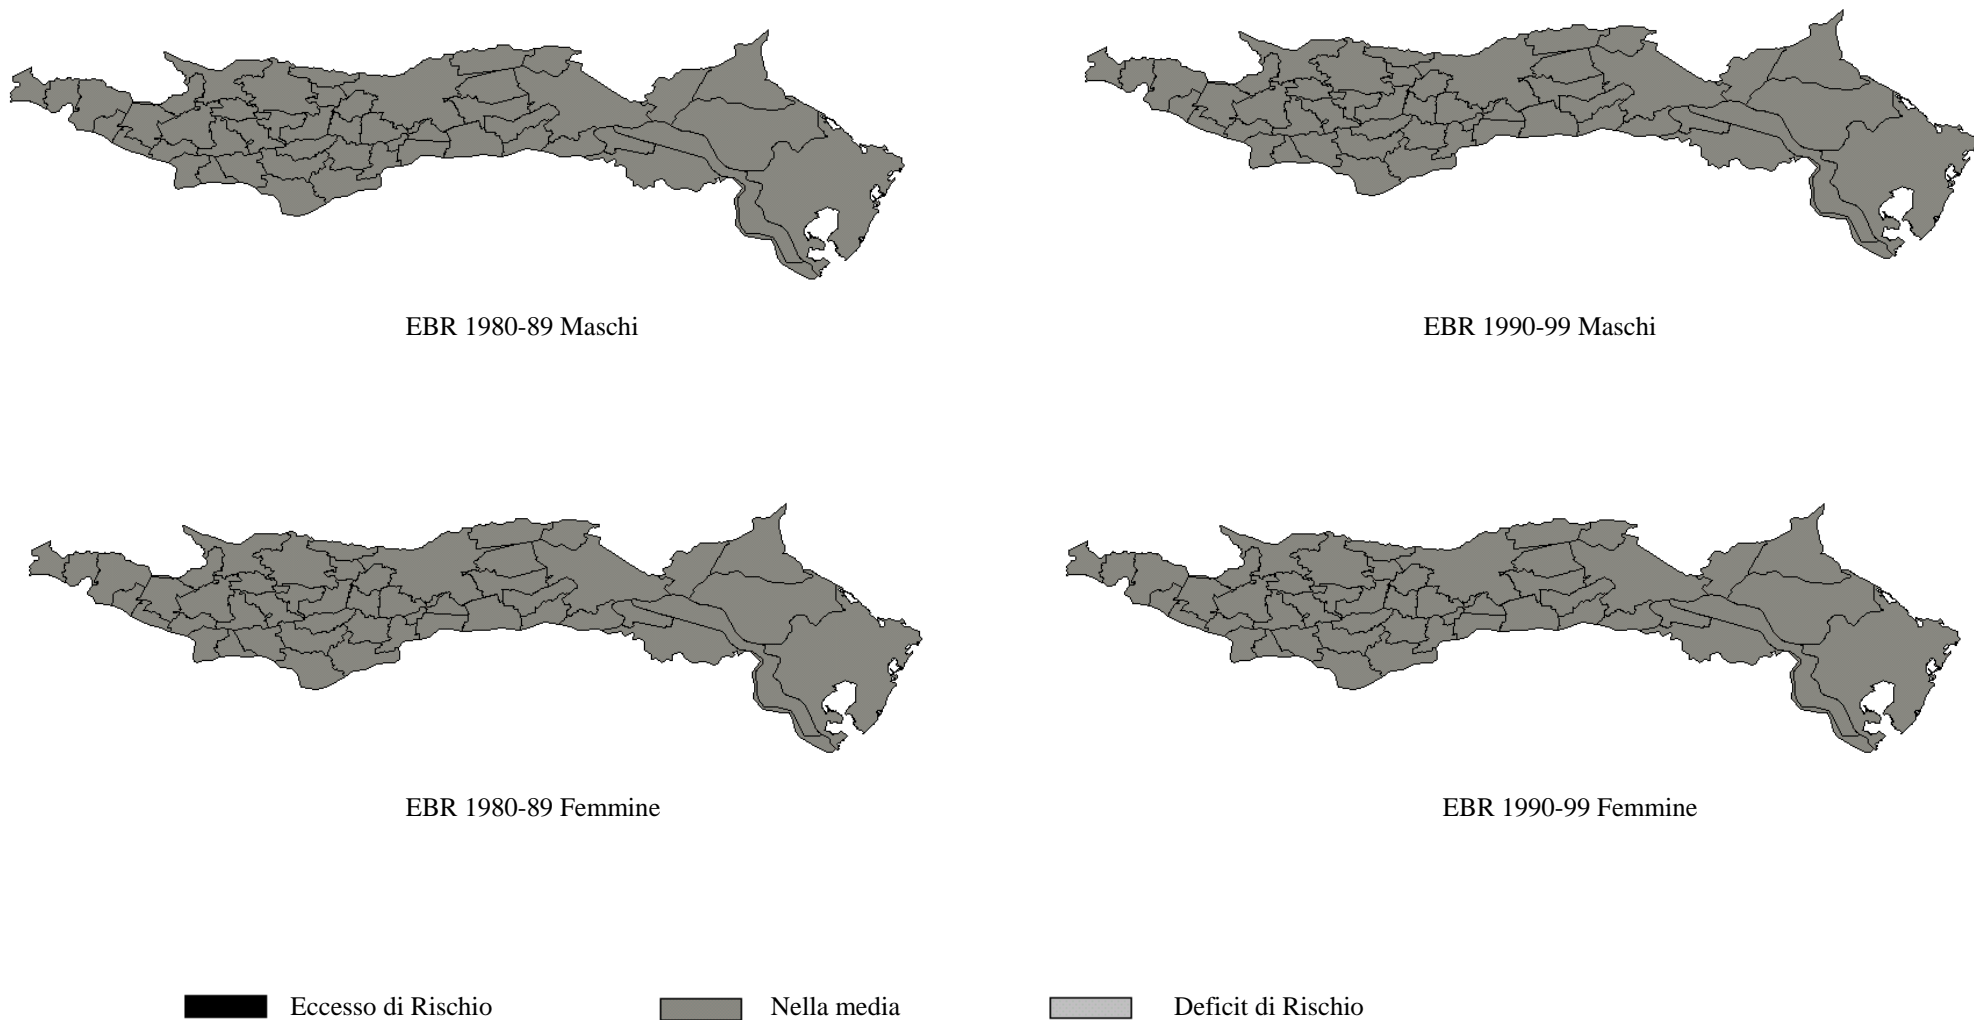 EBR 1980-89 Maschi
EBR 1990-99 Maschi
EBR 1980-89 Femmine
EBR 1990-99 Femmine
Eccesso di Rischio
Nella media
Deficit di Rischio